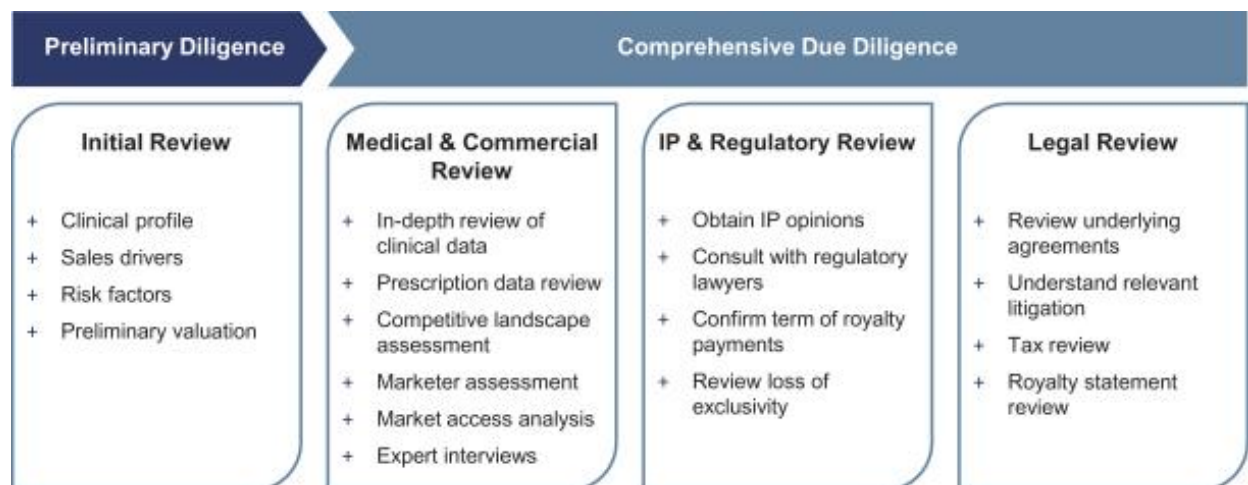 Preliminary Diligence
Comprehensive Due Diligence
Initial Review
+ Clinical profile
+ Sales drivers
+ Risk factors
+ Preliminary valuation
Medical & Commercial
Review
+ In-depth review of
clinical data
+ Prescription data review
+ Competitive landscape
assessment
+ Marketer assessment
+ Market access analysis
+ Expert interviews
IP & Regulatory Review
+ Obtain IP opinions
+ Consult with regulatory
lawyers
+ Confirm term of royalty
payments
+ Review loss of
exclusivity
Legal Review
+ Review underlying
agreements
+ Understand relevant
litigation
+ Tax review
+ Royalty statement
review